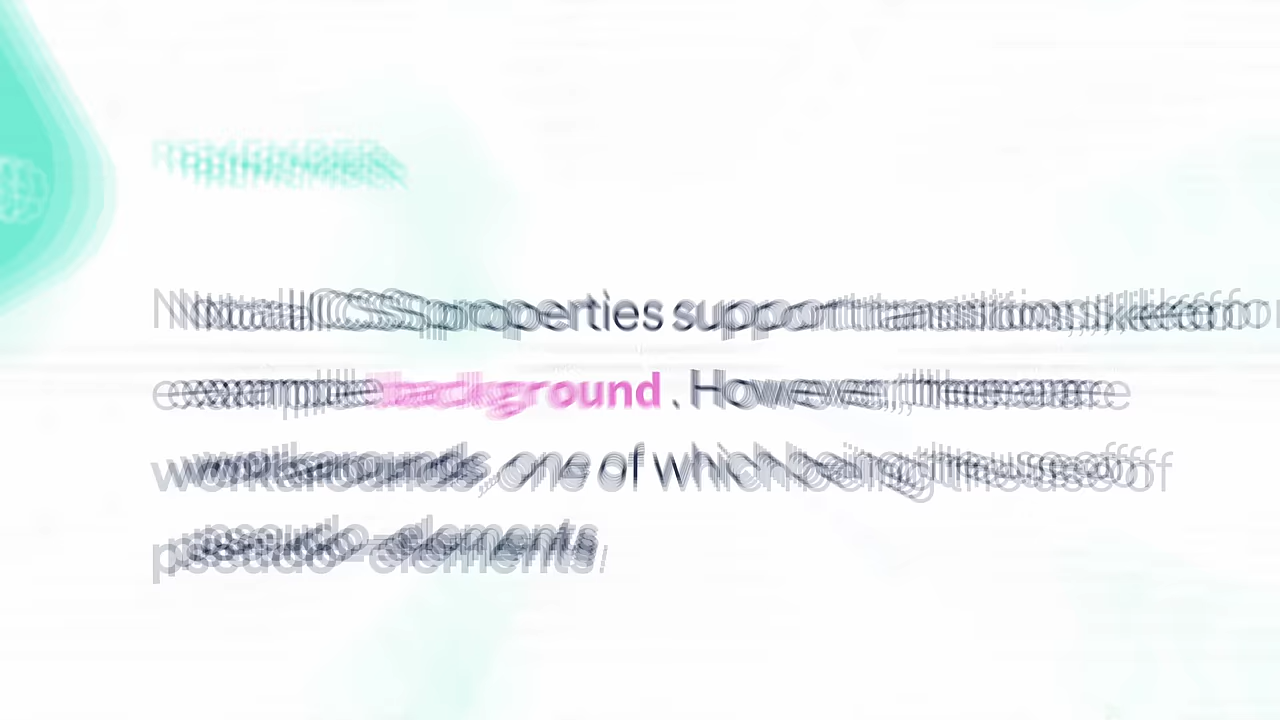 REMEMBER
Not all CSS properties support transitions, like for
example background . However, there are
workarounds, one of which being the use of
pseudo-elements!